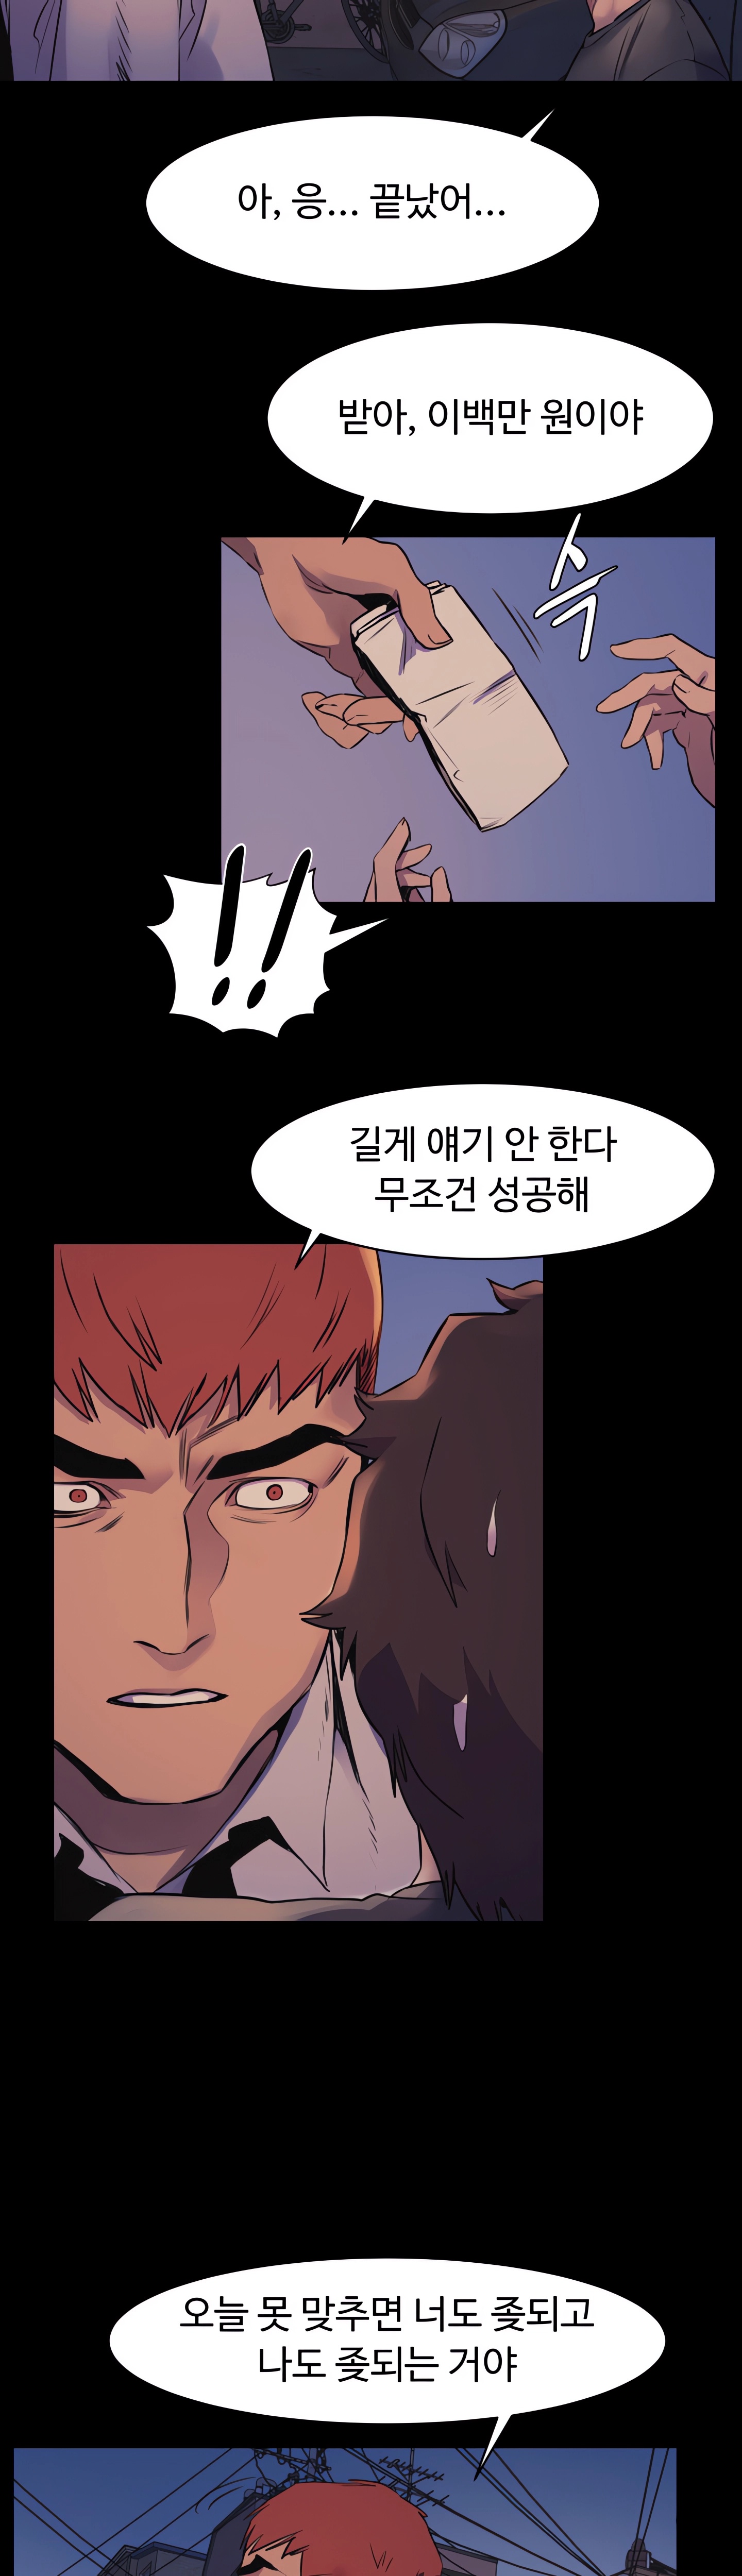 아, 응... 끝났어...
받아, 이백만 원이야
슥
!!
길게 얘기 안 한다
무조건 성공해
오늘 못 맞추면 너도 좆되고
나도 좆되는 거야